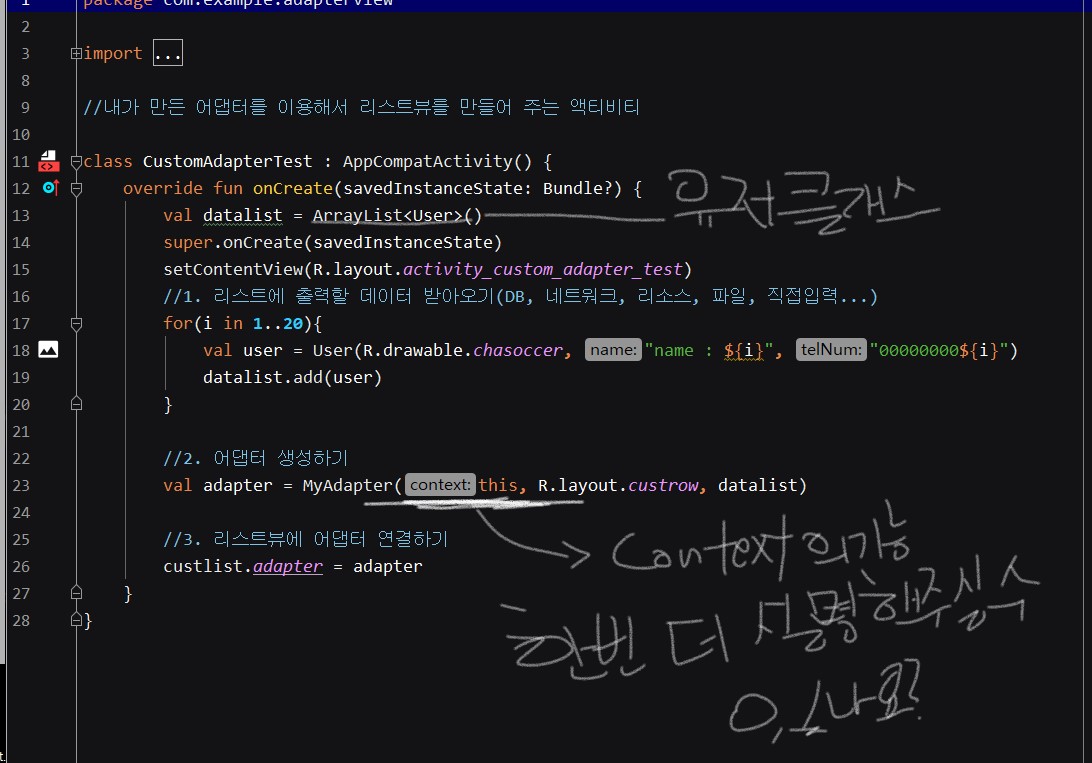 1 package com.example.adapterview
2
3 import ...
8
9 //내가 만든 어댑터를 이용해서 리스트뷰를 만들어 주는 액티비티
10
11 class CustomAdapterTest : AppCompatActivity() {
12 override fun onCreate(savedInstanceState: Bundle?) {
13 val datalist = ArrayList<User>() 유저클래스
14 super.onCreate(savedInstanceState)
15 setContentView(R.layout.activity_custom_adapter_test)
16 //1. 리스트에 출력할 데이터 받아오기(DB, 네트워크, 리소스, 파일, 직접입력...)
17 for(i in 1..20){
18 val user = User(R.drawable.chasoccer, name: "name : ${i}", telNum: "00000000${i}")
19 datalist.add(user)
20 }
21
22 //2. 어댑터 생성하기
23 val adapter = MyAdapter( context: this, R.layout.custrow, datalist)
24
25 //3. 리스트뷰에 어댑터 연결하기
26 custlist.adapter = adapter
27 }
28 }
Context의 기능
한번 더 설명해주실 수
있나요?
t.